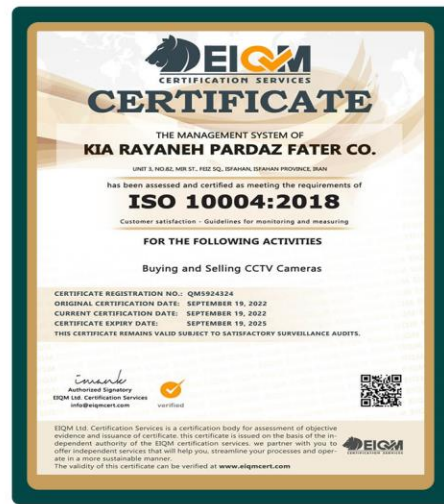 EIQM
CERTIFICATION SERVICES
CERTIFICATE
THE MANAGEMENT SYSTEM OF
KIA RAYANEH PARDAZ FATER CO.
UNIT 3, NO.62, MIR ST., FEIZ SQ., ISFAHAN, ISFAHAN PROVINCE, IRAN
has been assessed and certified as meeting the requirements of
ISO 10004:2018
Customer satisfaction - Guidelines for monitoring and measuring
FOR THE FOLLOWING ACTIVITIES
Buying and Selling CCTV Cameras
CERTIFICATE REGISTRATION NO.: QMS924324
ORIGINAL CERTIFICATION DATE: SEPTEMBER 19, 2022
CURRENT CERTIFICATION DATE: SEPTEMBER 19, 2022
CERTIFICATE EXPIRY DATE: SEPTEMBER 19, 2025
THIS CERTIFICATE REMAINS VALID SUBJECT TO SATISFACTORY SURVEILLANCE AUDITS.
Authorized Signatory
EIQM Ltd. Certification Services
info@eiqmcert.com
verified
EIQM Ltd. Certification Services is a certification body for assessment of objective
evidence and issuance of certificate. this certificate is issued on the basis of the in-
dependent authority of the EIQM certification services. we partner with you to
offer independent services that will help you, streamline your processes and oper-
ate in a more sustainable manner.
The validity of this certificate can be verified at www.eiqmcert.com
EIQM